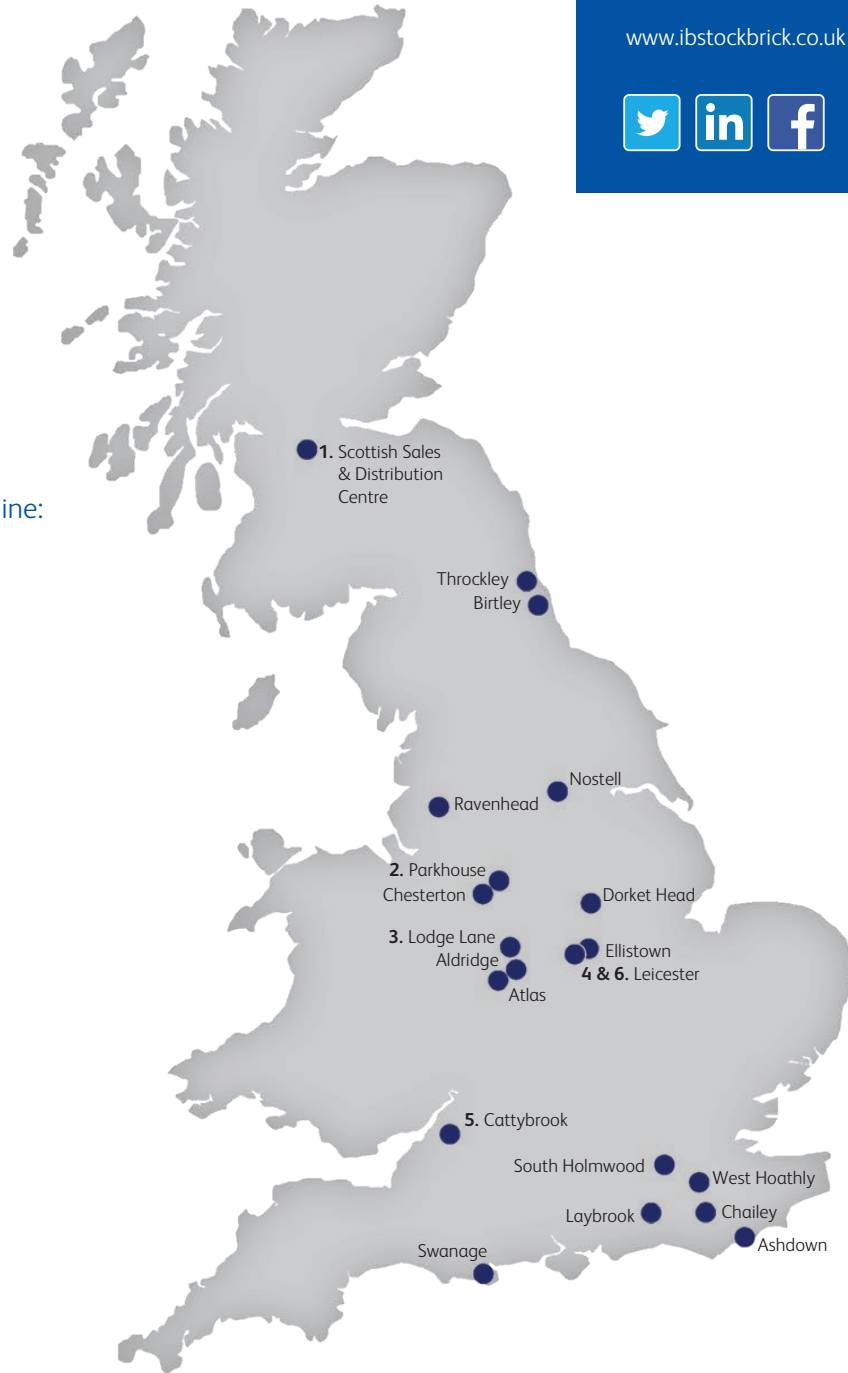 www.ibstockbrick.co.uk
in
f
1. Scottish Sales
& Distribution
Centre
ine:
Throckley
Birtley
Nostell
Ravenhead
2. Parkhouse
Chesterton
Dorket Head
3. Lodge Lane
Aldridge
Ellistown
4 & 6. Leicester
Atlas
5. Cattybrook
South Holmwood
West Hoathly
Laybrook
Chailey
Ashdown
Swanage